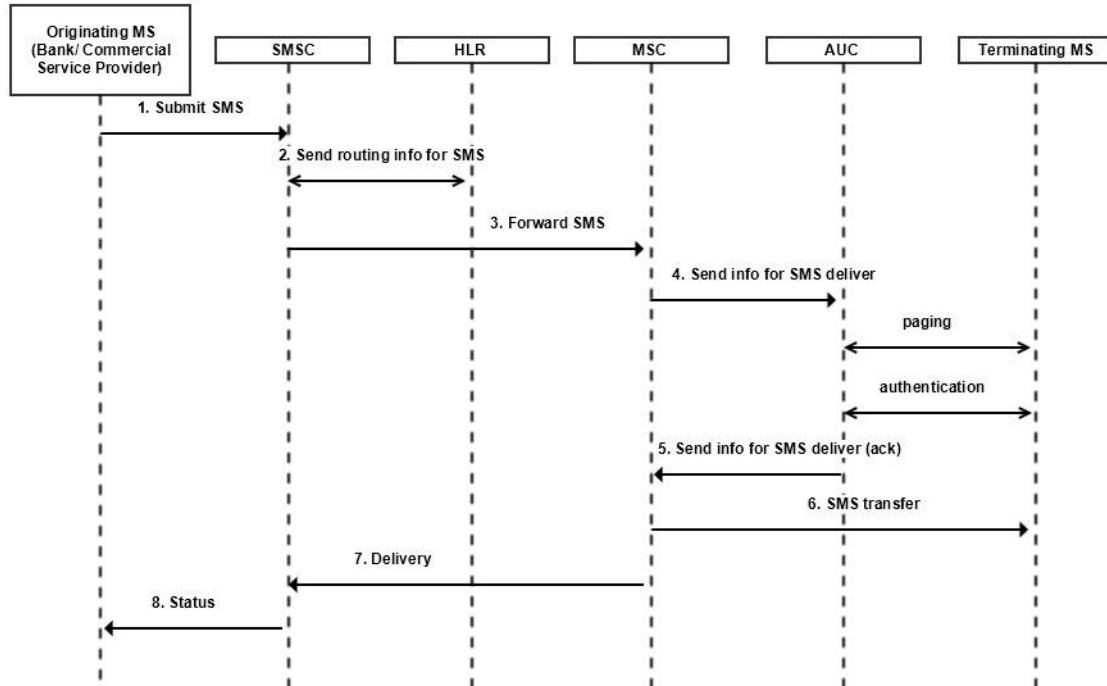 Originating MS
(Bank/ Commercial
Service Provider)
SMSC
HLR
MSC
AUC
Terminating MS
1. Submit SMS
2. Send routing info for SMS
3. Forward SMS
4. Send info for SMS deliver
paging
authentication
5. Send info for SMS deliver (ack)
6. SMS transfer
7. Delivery
8. Status